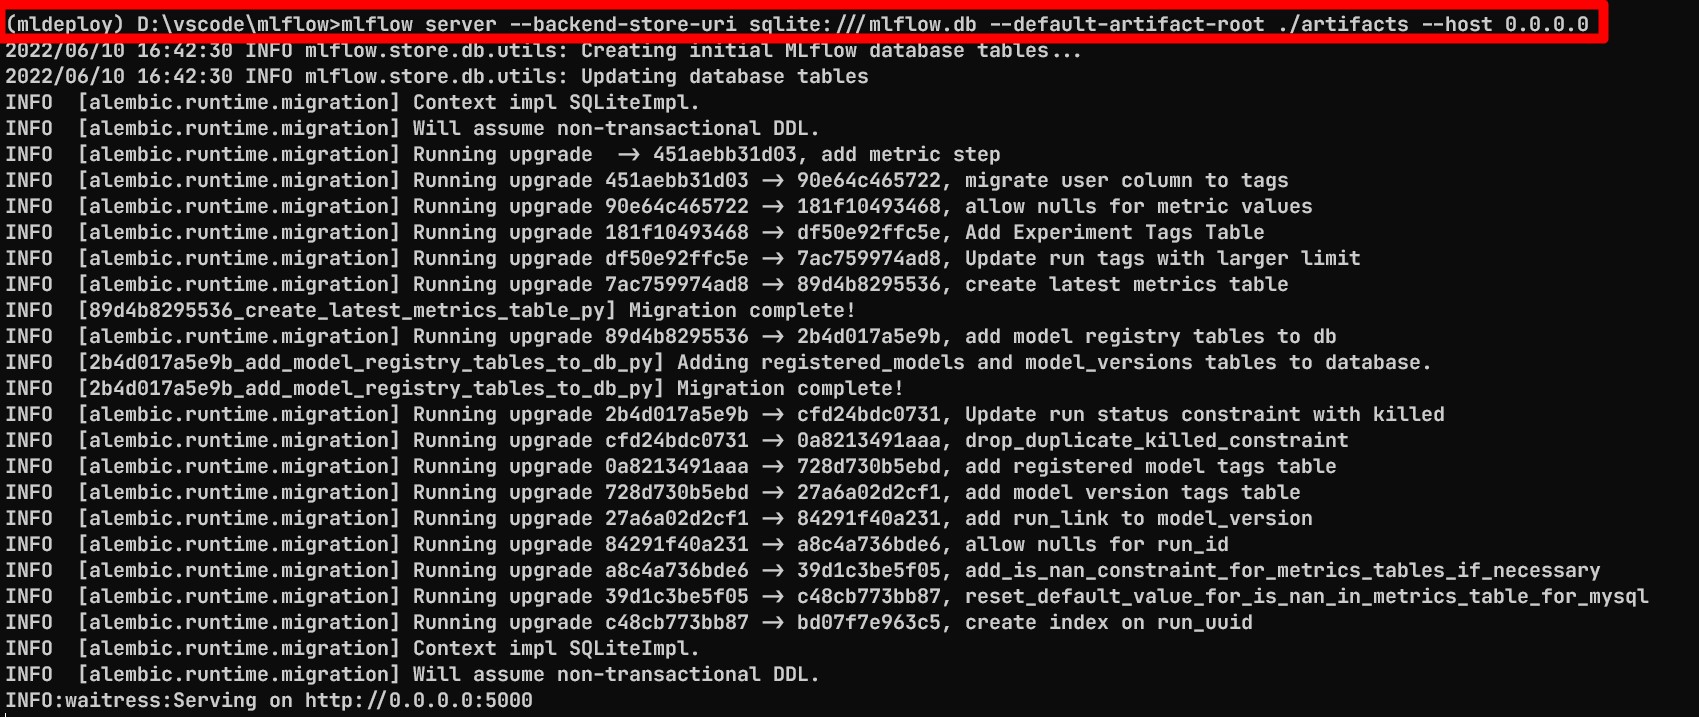 (mldeploy) D:\vscode\mlflow>mlflow server --backend-store-uri sqlite:///mlflow.db --default-artifact-root ./artifacts --host 0.0.0.0
2022/06/10 16:42:30 INFO mlflow.store.db.utils: Creating initial MLflow database tables...
2022/06/10 16:42:30 INFO mlflow.store.db.utils: Updating database tables
INFO  [alembic.runtime.migration] Context impl SQLiteImpl.
INFO  [alembic.runtime.migration] Will assume non-transactional DDL.
INFO  [alembic.runtime.migration] Running upgrade  -> 451aebb31d03, add metric step
INFO  [alembic.runtime.migration] Running upgrade 451aebb31d03 -> 90e64c465722, migrate user column to tags
INFO  [alembic.runtime.migration] Running upgrade 90e64c465722 -> 181f10493468, allow nulls for metric values
INFO  [alembic.runtime.migration] Running upgrade 181f10493468 -> df50e92ffc5e, Add Experiment Tags Table
INFO  [alembic.runtime.migration] Running upgrade df50e92ffc5e -> 7ac759974ad8, Update run tags with larger limit
INFO  [alembic.runtime.migration] Running upgrade 7ac759974ad8 -> 89d4b8295536, create latest metrics table
INFO  [89d4b8295536_create_latest_metrics_table_py] Migration complete!
INFO  [alembic.runtime.migration] Running upgrade 89d4b8295536 -> 2b4d017a5e9b, add model registry tables to db
INFO  [2b4d017a5e9b_add_model_registry_tables_to_db_py] Adding registered_models and model_versions tables to database.
INFO  [2b4d017a5e9b_add_model_registry_tables_to_db_py] Migration complete!
INFO  [alembic.runtime.migration] Running upgrade 2b4d017a5e9b -> cfd24bdc0731, Update run status constraint with killed
INFO  [alembic.runtime.migration] Running upgrade cfd24bdc0731 -> 0a8213491aaa, drop_duplicate_killed_constraint
INFO  [alembic.runtime.migration] Running upgrade 0a8213491aaa -> 728d730b5ebd, add registered model tags table
INFO  [alembic.runtime.migration] Running upgrade 728d730b5ebd -> 27a6a02d2cf1, add model version tags table
INFO  [alembic.runtime.migration] Running upgrade 27a6a02d2cf1 -> 84291f40a231, add run_link to model_version
INFO  [alembic.runtime.migration] Running upgrade 84291f40a231 -> a8c4a736bde6, allow nulls for run_id
INFO  [alembic.runtime.migration] Running upgrade a8c4a736bde6 -> 39d1c3be5f05, add_is_nan_constraint_for_metrics_tables_if_necessary
INFO  [alembic.runtime.migration] Running upgrade 39d1c3be5f05 -> c48cb773bb87, reset_default_value_for_is_nan_in_metrics_table_for_mysql
INFO  [alembic.runtime.migration] Running upgrade c48cb773bb87 -> bd07f7e963c5, create index on run_uuid
INFO  [alembic.runtime.migration] Context impl SQLiteImpl.
INFO  [alembic.runtime.migration] Will assume non-transactional DDL.
INFO:waitress:Serving on http://0.0.0.0:5000